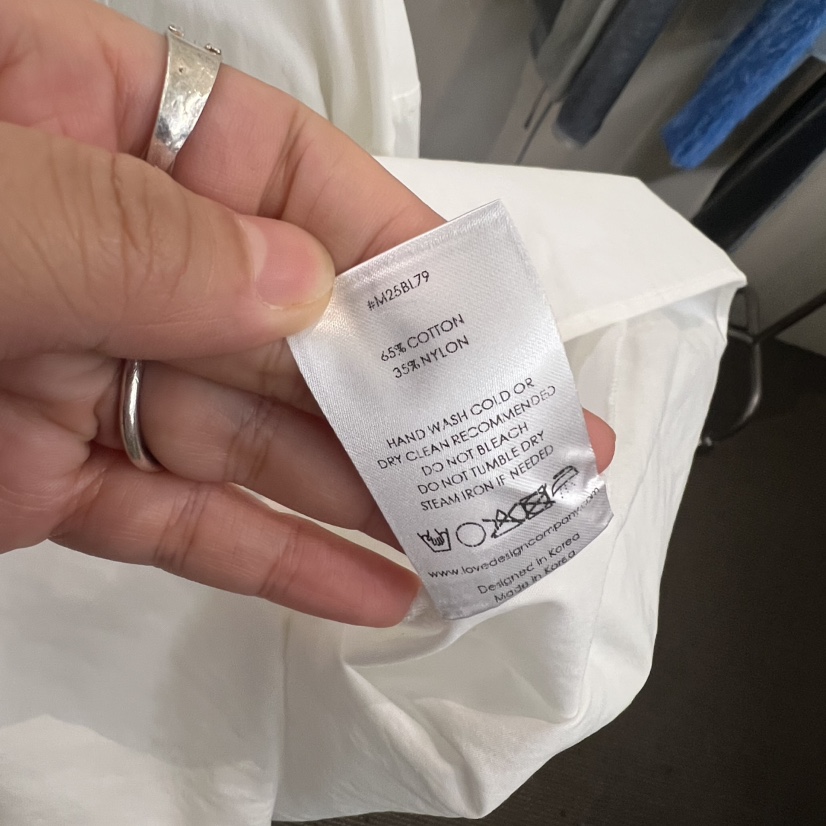 #M25BL79
65% COTTON
35% NYLON
HAND WASH COLD OR
DRY CLEAN RECOMMENDED
DO NOT BLEACH
DO NOT TUMBLE DRY
STEAM IRON IF NEEDED
www.lovedesigncompany.com
Designed in Korea
Made in Korea